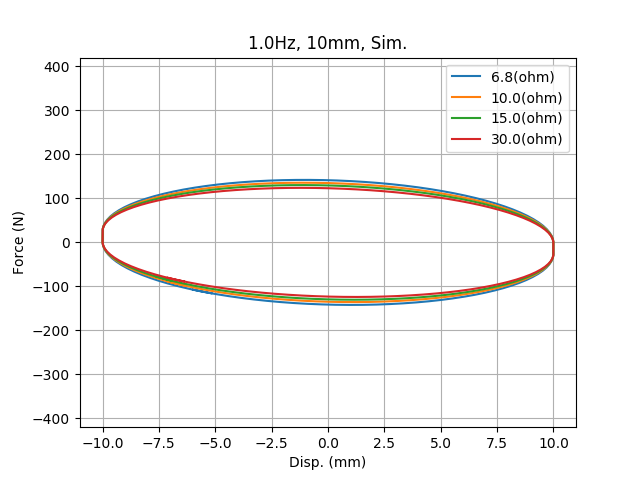 1.0Hz, 10mm, Sim.
400
300
200
100
0
−100
−200
−300
−400
Force (N)
6.8(ohm)
10.0(ohm)
15.0(ohm)
30.0(ohm)
−10.0 −7.5 −5.0 −2.5 0.0 2.5 5.0 7.5 10.0
Disp. (mm)